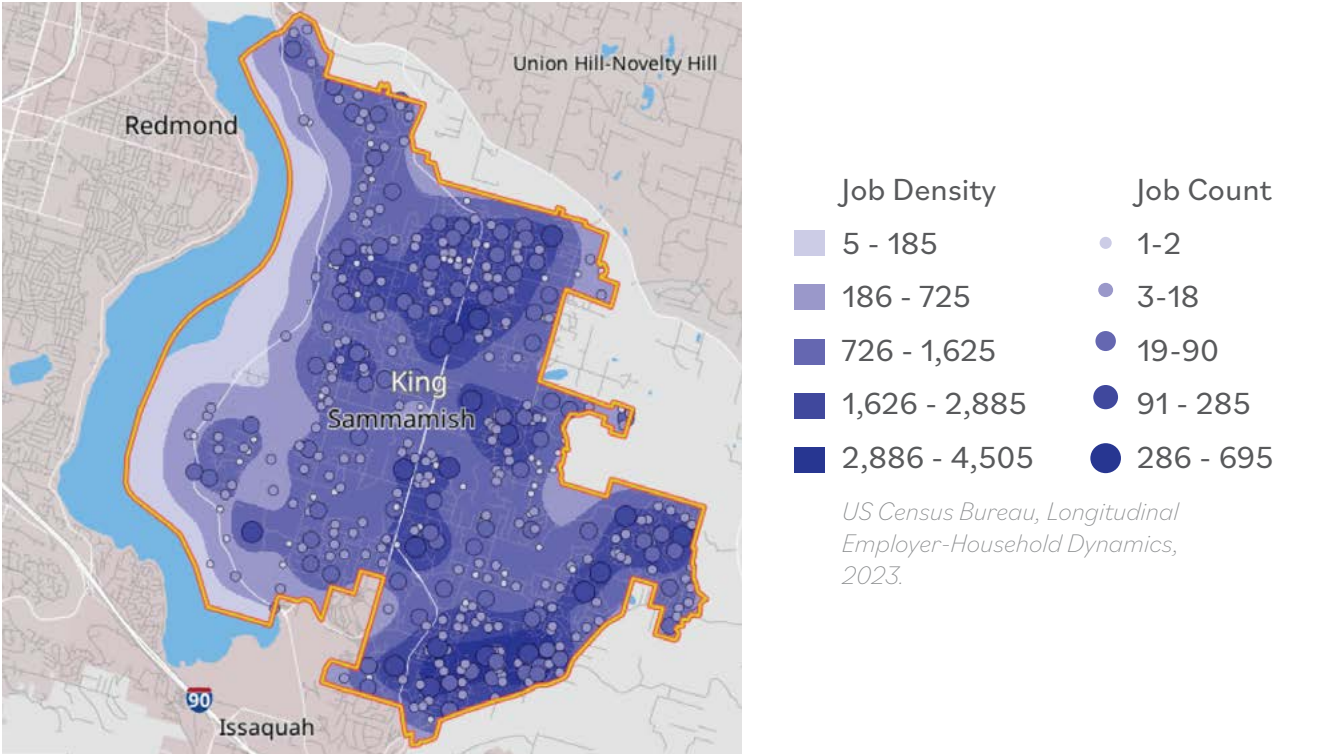 Union Hill-Novelty Hill
Redmond
King
Sammamish
90
Issaquah
Job Density
5 - 185
186 - 725
726 - 1,625
1,626 - 2,885
2,886 - 4,505
Job Count
1-2
3-18
19-90
91 - 285
286 - 695
US Census Bureau, Longitudinal
Employer-Household Dynamics,
2023.